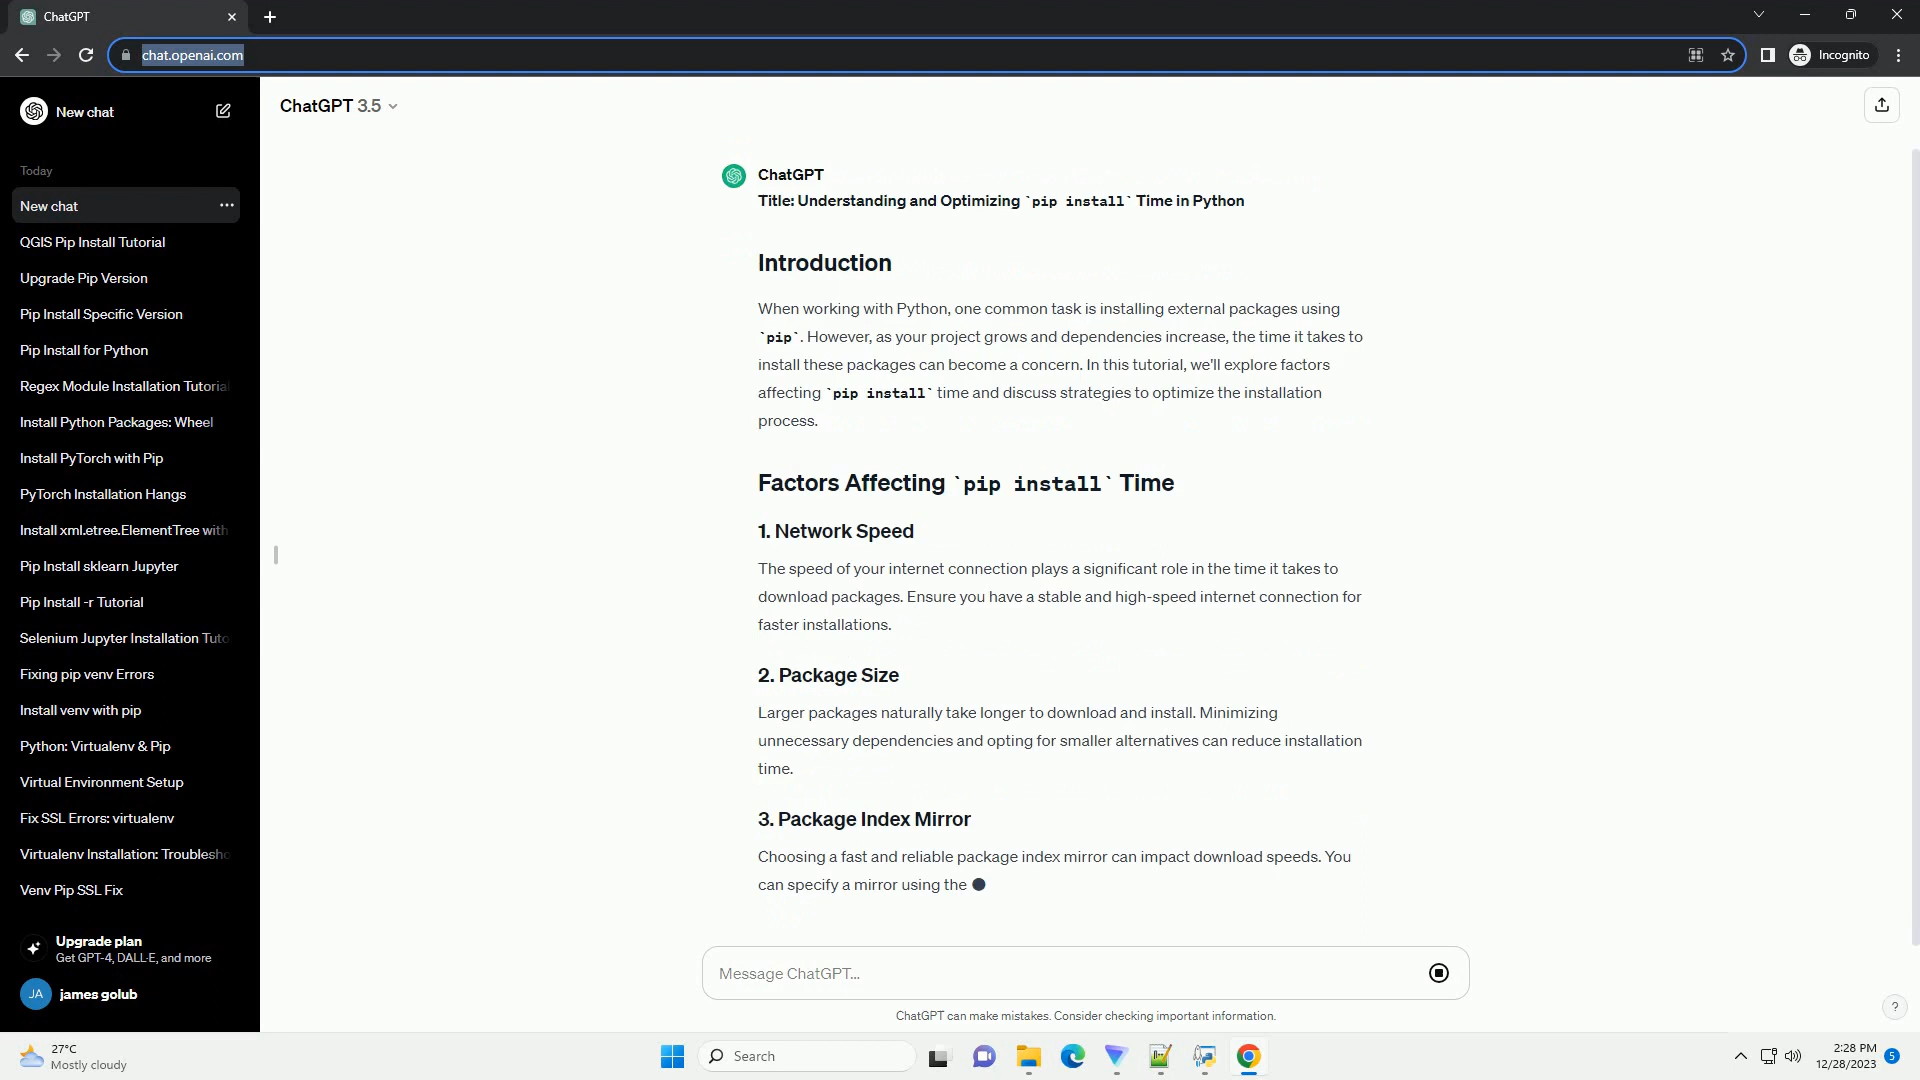 ChatGPT
chat.openai.com
Incognito
New chat
Today
New chat
QGIS Pip Install Tutorial
Upgrade Pip Version
Pip Install Specific Version
Pip Install for Python
Regex Module Installation Tutoria
Install Python Packages: Wheel
Install PyTorch with Pip
PyTorch Installation Hangs
Install xml.etree.ElementTree with
Pip Install sklearn Jupyter
Pip Install -r Tutorial
Selenium Jupyter Installation Tuto
Fixing pip venv Errors
Install venv with pip
Python: Virtualenv & Pip
Virtual Environment Setup
Fix SSL Errors: virtualenv
Virtualenv Installation: Troublesho
Venv Pip SSL Fix
Upgrade plan
Get GPT-4, DALL·E, and more
JA james golub
ChatGPT 3.5
ChatGPT
Title: Understanding and Optimizing `pip install` Time in Python
Introduction
When working with Python, one common task is installing external packages using
`pip`. However, as your project grows and dependencies increase, the time it takes to
install these packages can become a concern. In this tutorial, we'll explore factors
affecting `pip install` time and discuss strategies to optimize the installation
process.
Factors Affecting `pip install` Time
1. Network Speed
The speed of your internet connection plays a significant role in the time it takes to
download packages. Ensure you have a stable and high-speed internet connection for
faster installations.
2. Package Size
Larger packages naturally take longer to download and install. Minimizing
unnecessary dependencies and opting for smaller alternatives can reduce installation
time.
3. Package Index Mirror
Choosing a fast and reliable package index mirror can impact download speeds. You
can specify a mirror using the
Message ChatGPT...
ChatGPT can make mistakes. Consider checking important information.
?
27°C
Mostly cloudy
Search
2:28 PM
12/28/2023
5